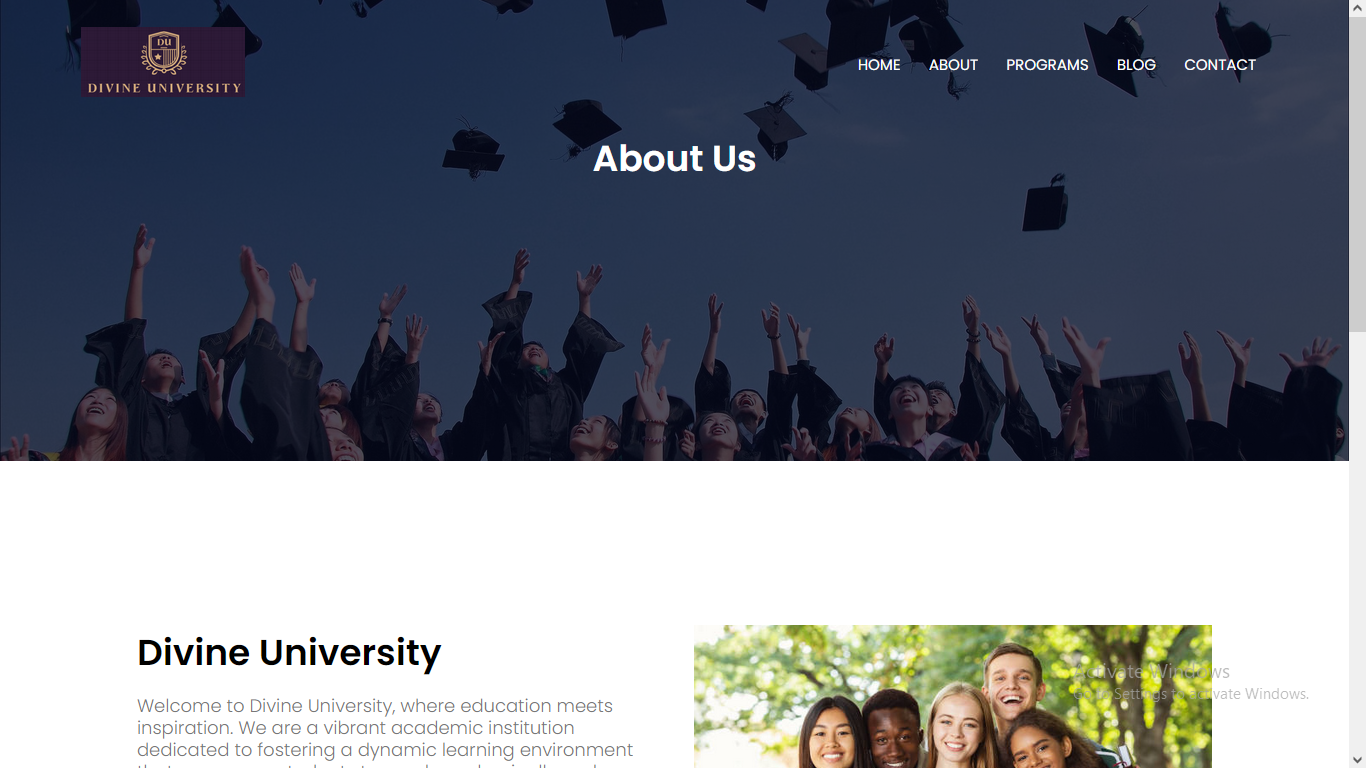 DU
DIVINE UNIVERSITY
HOME ABOUT PROGRAMS BLOG CONTACT
About Us
Divine University
Welcome to Divine University, where education meets
inspiration. We are a vibrant academic institution
dedicated to fostering a dynamic learning environment
Activate Windows
Go to Settings to activate Windows.